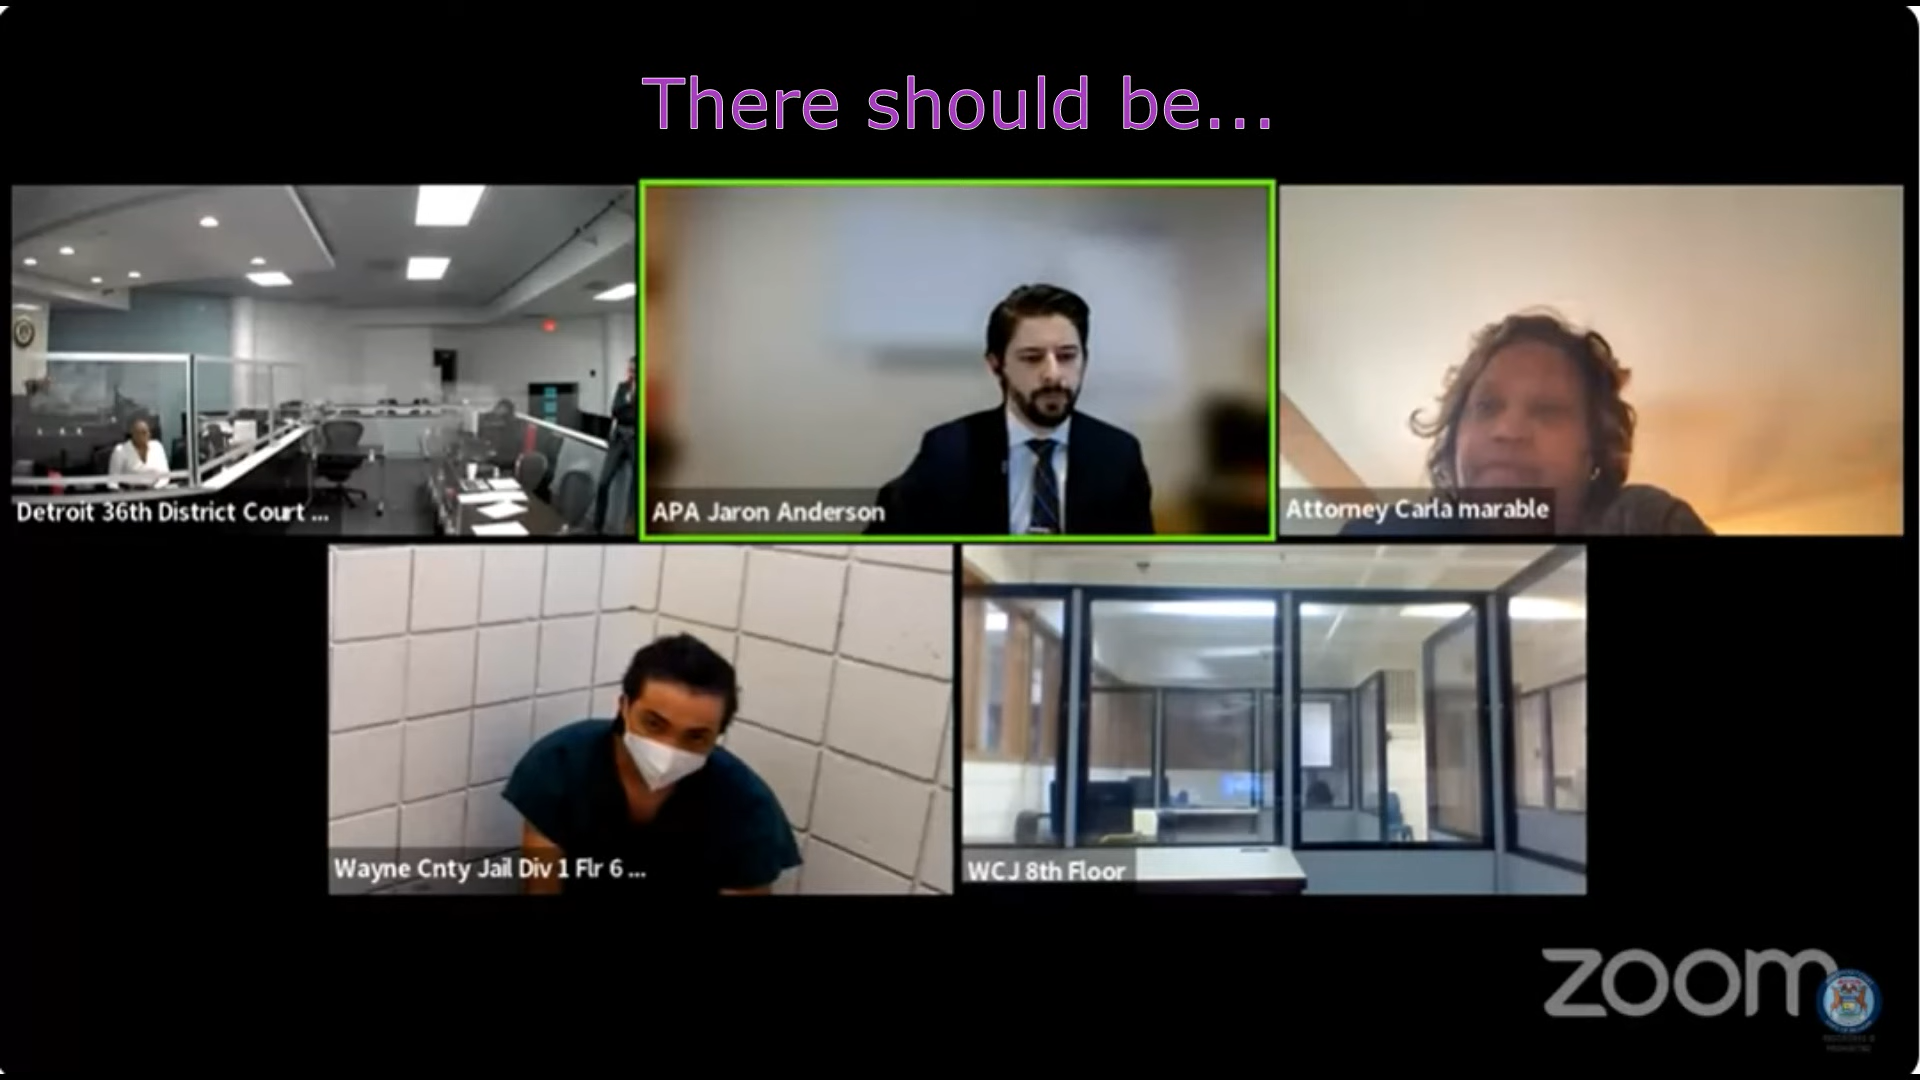 There should be...
Detroit 36th District Court ...
APA Jaron Anderson
Attorney Carla marable
Wayne Cnty Jail Div 1 Flr 6 ...
WCJ 8th Floor
zoom